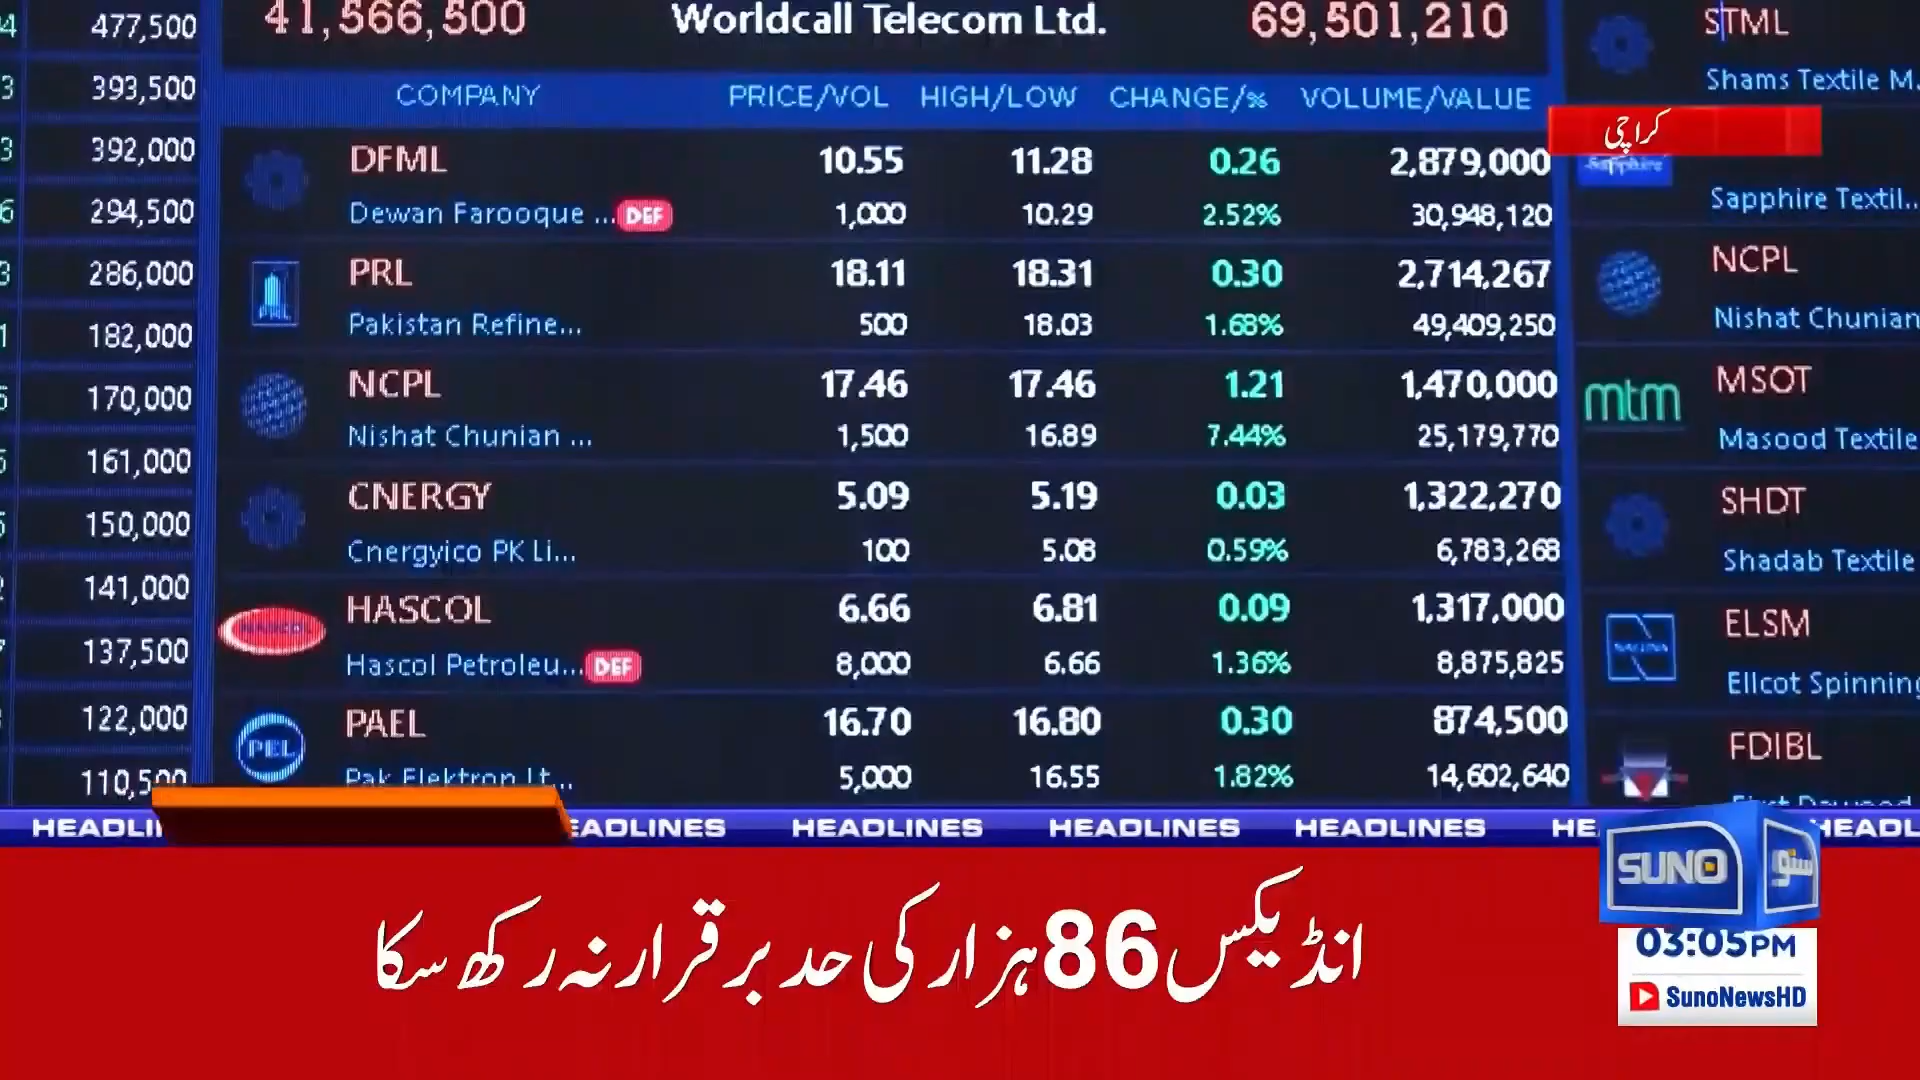 41,566,500 Worldcall Telecom Ltd. 69,501,210
COMPANY PRICE/VOL HIGH/LOW CHANGE/% VOLUME/VALUE
DFML 10.55 11.28 0.26 2,879,000
Dewan Farooque ... DEF 1,000 10.29 2.52% 30,948,120
PRL 18.11 18.31 0.30 2,714,267
Pakistan Refine... 500 18.03 1.68% 49,409,250
NCPL 17.46 17.46 1.21 1,470,000
Nishat Chunian ... 1,500 16.89 7.44% 25,179,770
CNERGY 5.09 5.19 0.03 1,322,270
Cnergyico PK Li... 100 5.08 0.59% 6,783,268
HASCOL 6.66 6.81 0.09 1,317,000
Hascol Petroleu... DEF 8,000 6.66 1.36% 8,875,825
PAEL 16.70 16.80 0.30 874,500
Pak Elektron Lt... 5,000 16.55 1.82% 14,602,640
PEL
477,500
393,500
392,000
294,500
286,000
182,000
170,000
161,000
150,000
141,000
137,500
122,000
110,500
STML
Shams Textile M.
کراچی
Sapphire
Sapphire Textil..
NCPL
Nishat Chunian
mtm
MSOT
Masood Textile
SHDT
Shadab Textile
ELSM
Ellcot Spinning
FDIBL
HEADLINES HEADLINES HEADLINES HEADLINES
انڈیکس 86 ہزار کی حد برقرار نہ رکھ سکا
SUNO سنو
03:05PM
SunoNewsHD